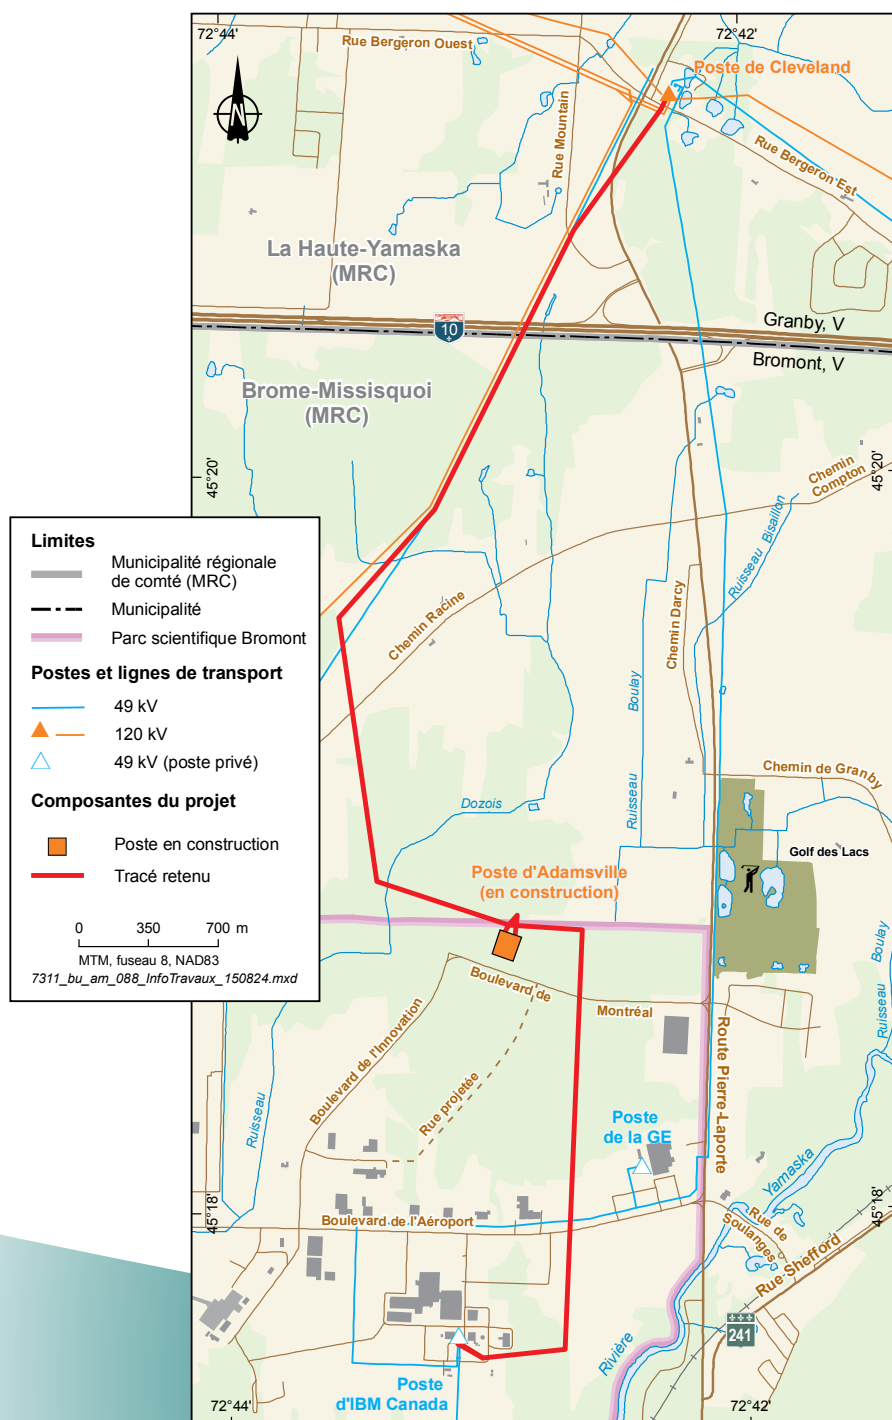 72°44'
72°42'
Rue Bergeron Ouest
Poste de Cleveland
N
Rue Mountain
Rue Bergeron Est
La Haute-Yamaska
(MRC)
10
Granby, V
Bromont, V
Brome-Missisquoi
(MRC)
45°20'
45°20'
Chemin
Compton
Ruisseau Bisaillon
Chemin Racine
Chemin Darcy
Limites
Municipalité régionale
de comté (MRC)
Municipalité
Parc scientifique Bromont
Postes et lignes de transport
49 kV
120 kV
49 kV (poste privé)
Composantes du projet
Poste en construction
Tracé retenu
0 350 700 m
MTM, fuseau 8, NAD83
7311_bu_am_088_InfoTravaux_150824.mxd
Ruisseau Boulay
Chemin de Granby
Dozois
Golf des Lacs
Poste d'Adamsville
(en construction)
Boulevard de Montréal
Ruisseau Boulay
Boulevard de l'Innovation
Rue projetée
Route Pierre-Laporte
Ruisseau
Poste
de la GE
Yamaska
45°18'
45°18'
Boulevard de l'Aéroport
Rue de
Soulanges
Rue Shefford
241
Rivière
Poste
d'IBM Canada
72°44'
72°42'